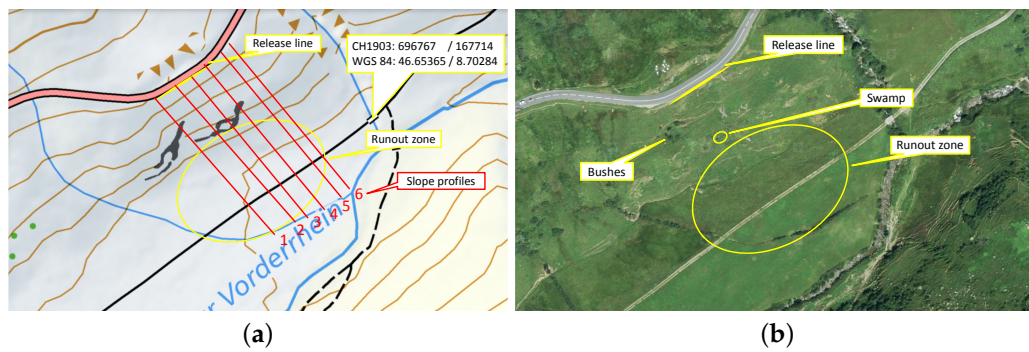 Release line
CH1903: 696767 / 167714
WGS 84: 46.65365 / 8.70284
Runout zone
Slope profiles
1 2 3 4 5 6
r Vorderrhein
(a)
Release line
Swamp
Runout zone
Bushes
(b)